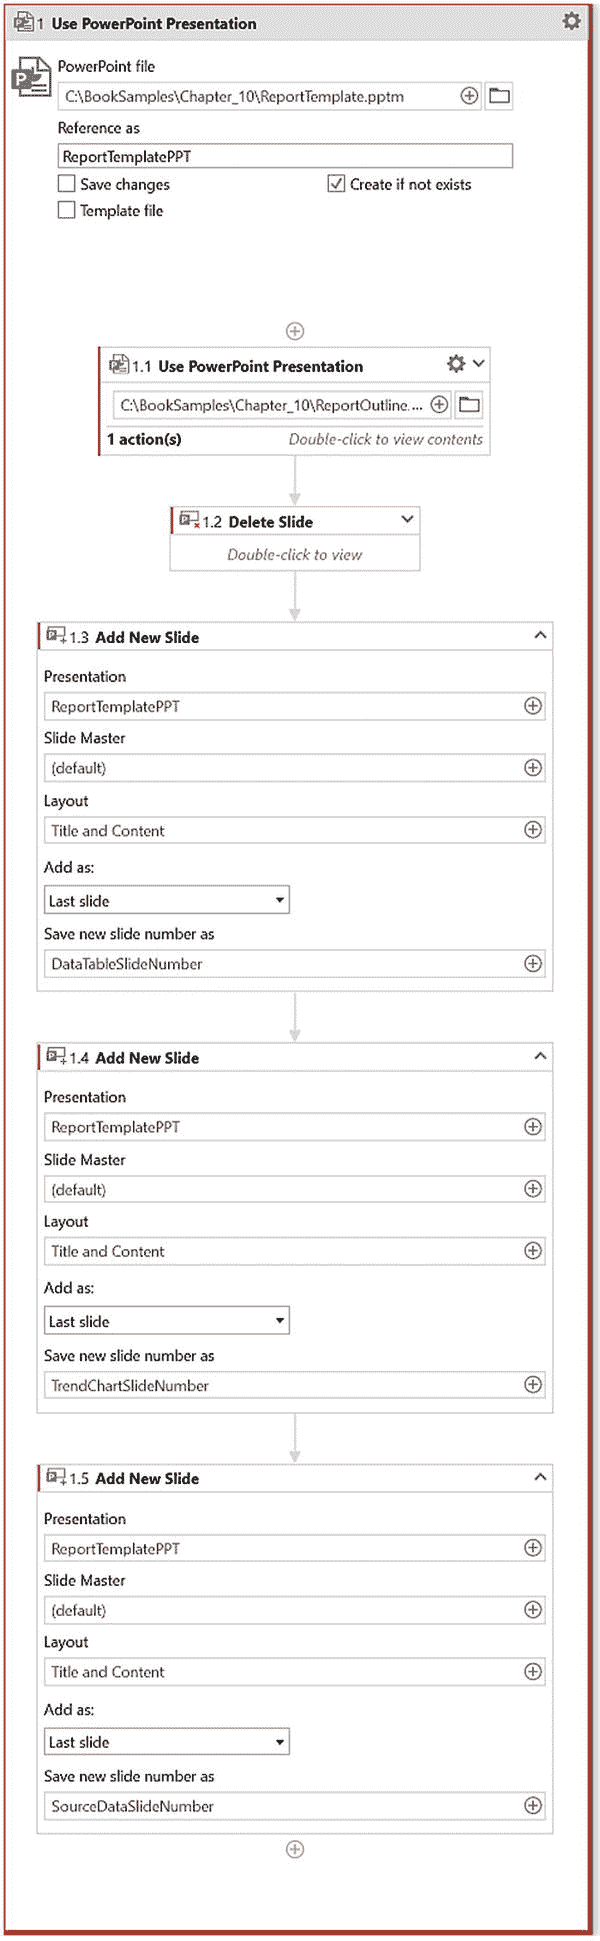 1 Use PowerPoint Presentation
PowerPoint file
C:\BookSamples\Chapter_10\ReportTemplate.pptm
Reference as
ReportTemplatePPT
Save changes
Create if not exists
Template file
1.1 Use PowerPoint Presentation
C:\BookSamples\Chapter_10\ReportOutline. ...
1 action(s)
Double-click to view contents
1.2 Delete Slide
Double-click to view
1.3 Add New Slide
Presentation
ReportTemplatePPT
Slide Master
(default)
Layout
Title and Content
Add as:
Last slide
Save new slide number as
DataTableSlideNumber
1.4 Add New Slide
Presentation
ReportTemplatePPT
Slide Master
(default)
Layout
Title and Content
Add as:
Last slide
Save new slide number as
TrendChartSlideNumber
1.5 Add New Slide
Presentation
ReportTemplatePPT
Slide Master
(default)
Layout
Title and Content
Add as:
Last slide
Save new slide number as
SourceDataSlideNumber